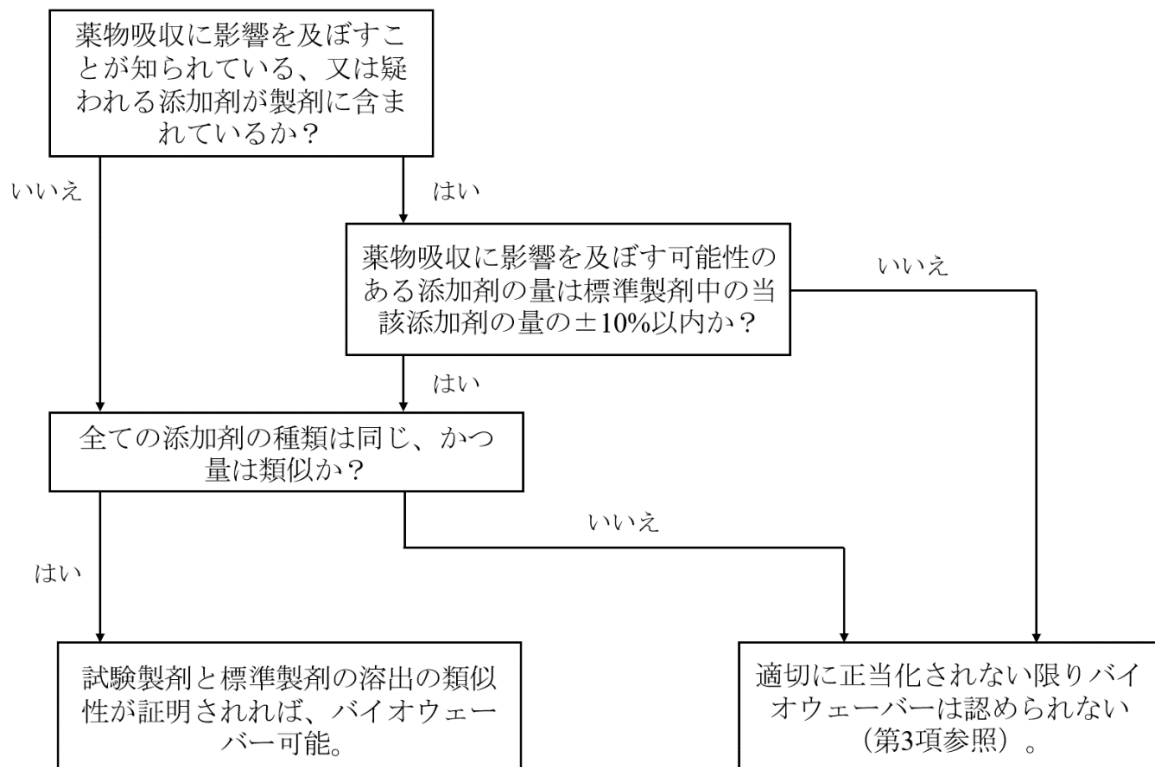 薬物吸収に影響を及ぼすこ
とが知られている、又は疑
われる添加剤が製剤に含ま
れているか？
いいえ
はい
薬物吸収に影響を及ぼす可能性の
ある添加剤の量は標準製剤中の当
該添加剤の量の±10%以内か？
いいえ
はい
全ての添加剤の種類は同じ、かつ
量は類似か？
いいえ
はい
試験製剤と標準製剤の溶出の類似
性が証明されれば、バイオウェー
バー可能。
適切に正当化されない限りバイ
オウェーバーは認められない
（第3項参照）。